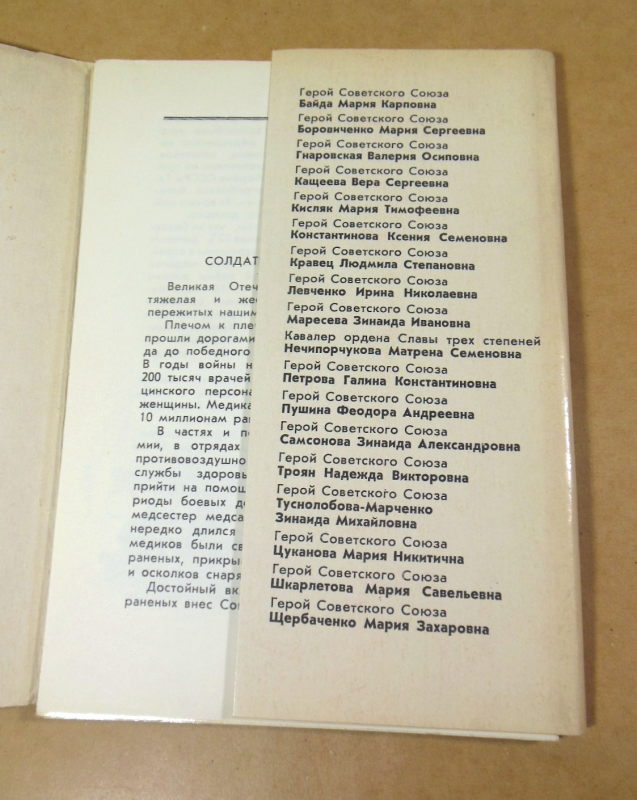 СОЛДАТ
Великая Отеч
тяжелая и же
пережитых нашим
Плечом к плеч
прошли дорогами
да до победного
В годы войны н
200 тысяч врачей
цинского персона
женщины. Медика
10 миллионам ра
В частях и по
мии, в отрядах
противовоздушно
службы здоровь
прийти на помощ
риоды боевых де
медсестер медса
нередко длился
медиков были св
раненых, прикры
и осколков снаря
Достойный вк
раненых внес Со
Герой Советского Союза
Байда Мария Карповна
Герой Советского Союза
Боровиченко Мария Сергеевна
Герой Советского Союза
Гнаровская Валерия Осиповна
Герой Советского Союза
Кащеева Вера Сергеевна
Герой Советского Союза
Кисляк Мария Тимофеевна
Герой Советского Союза
Константинова Ксения Семеновна
Герой Советского Союза
Кравец Людмила Степановна
Герой Советского Союза
Левченко Ирина Николаевна
Герой Советского Союза
Маресева Зинаида Ивановна
Кавалер ордена Славы трех степеней
Нечипорчукова Матрена Семеновна
Герой Советского Союза
Петрова Галина Константиновна
Герой Советского Союза
Пушина Феодора Андреевна
Герой Советского Союза
Самсонова Зинаида Александровна
Герой Советского Союза
Троян Надежда Викторовна
Герой Советского Союза
Туснолобова-Марченко
Зинаида Михайловна
Герой Советского Союза
Цуканова Мария Никитична
Герой Советского Союза
Шкарлетова Мария Савельевна
Герой Советского Союза
Щербаченко Мария Захаровна